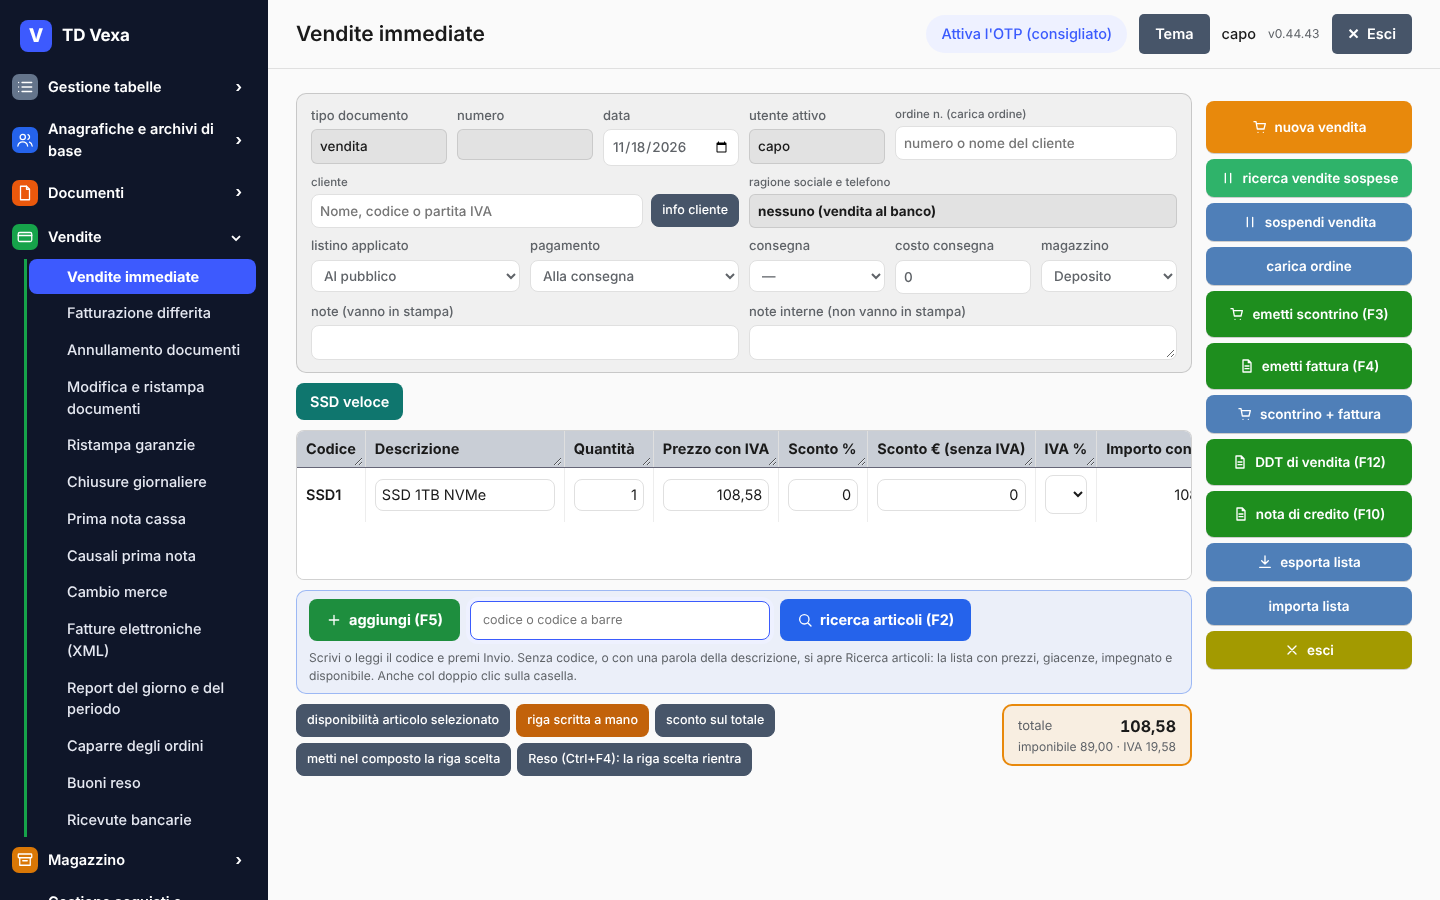 V TD Vexa
Gestione tabelle
Anagrafiche e archivi di
base
Documenti
Vendite
Vendite immediate
Fatturazione differita
Annullamento documenti
Modifica e ristampa
documenti
Ristampa garanzie
Chiusure giornaliere
Prima nota cassa
Causali prima nota
Cambio merce
Fatture elettroniche
(XML)
Report del giorno e del
periodo
Caparre degli ordini
Buoni reso
Ricevute bancarie
Magazzino
Vendite immediate
Attiva l'OTP (consigliato)
Tema
capo
v0.44.43
✕ Esci
tipo documento numero data utente attivo ordine n. (carica ordine)
vendita 11/18/2026 capo numero o nome del cliente
cliente ragione sociale e telefono
Nome, codice o partita IVA info cliente nessuno (vendita al banco)
listino applicato pagamento consegna costo consegna magazzino
Al pubblico Alla consegna — 0 Deposito
note (vanno in stampa) note interne (non vanno in stampa)
SSD veloce
Codice Descrizione Quantità Prezzo con IVA Sconto % Sconto € (senza IVA) IVA % Importo con
SSD1 SSD 1TB NVMe 1 108,58 0 0
aggiungi (F5) codice o codice a barre ricerca articoli (F2)
Scrivi o leggi il codice e premi Invio. Senza codice, o con una parola della descrizione, si apre Ricerca articoli: la lista con prezzi, giacenze, impegnato e
disponibile. Anche col doppio clic sulla casella.
disponibilità articolo selezionato riga scritta a mano sconto sul totale
metti nel composto la riga scelta Reso (Ctrl+F4): la riga scelta rientra
totale 108,58
imponibile 89,00 · IVA 19,58
nuova vendita
ricerca vendite sospese
sospendi vendita
carica ordine
emetti scontrino (F3)
emetti fattura (F4)
scontrino + fattura
DDT di vendita (F12)
nota di credito (F10)
esporta lista
importa lista
esci